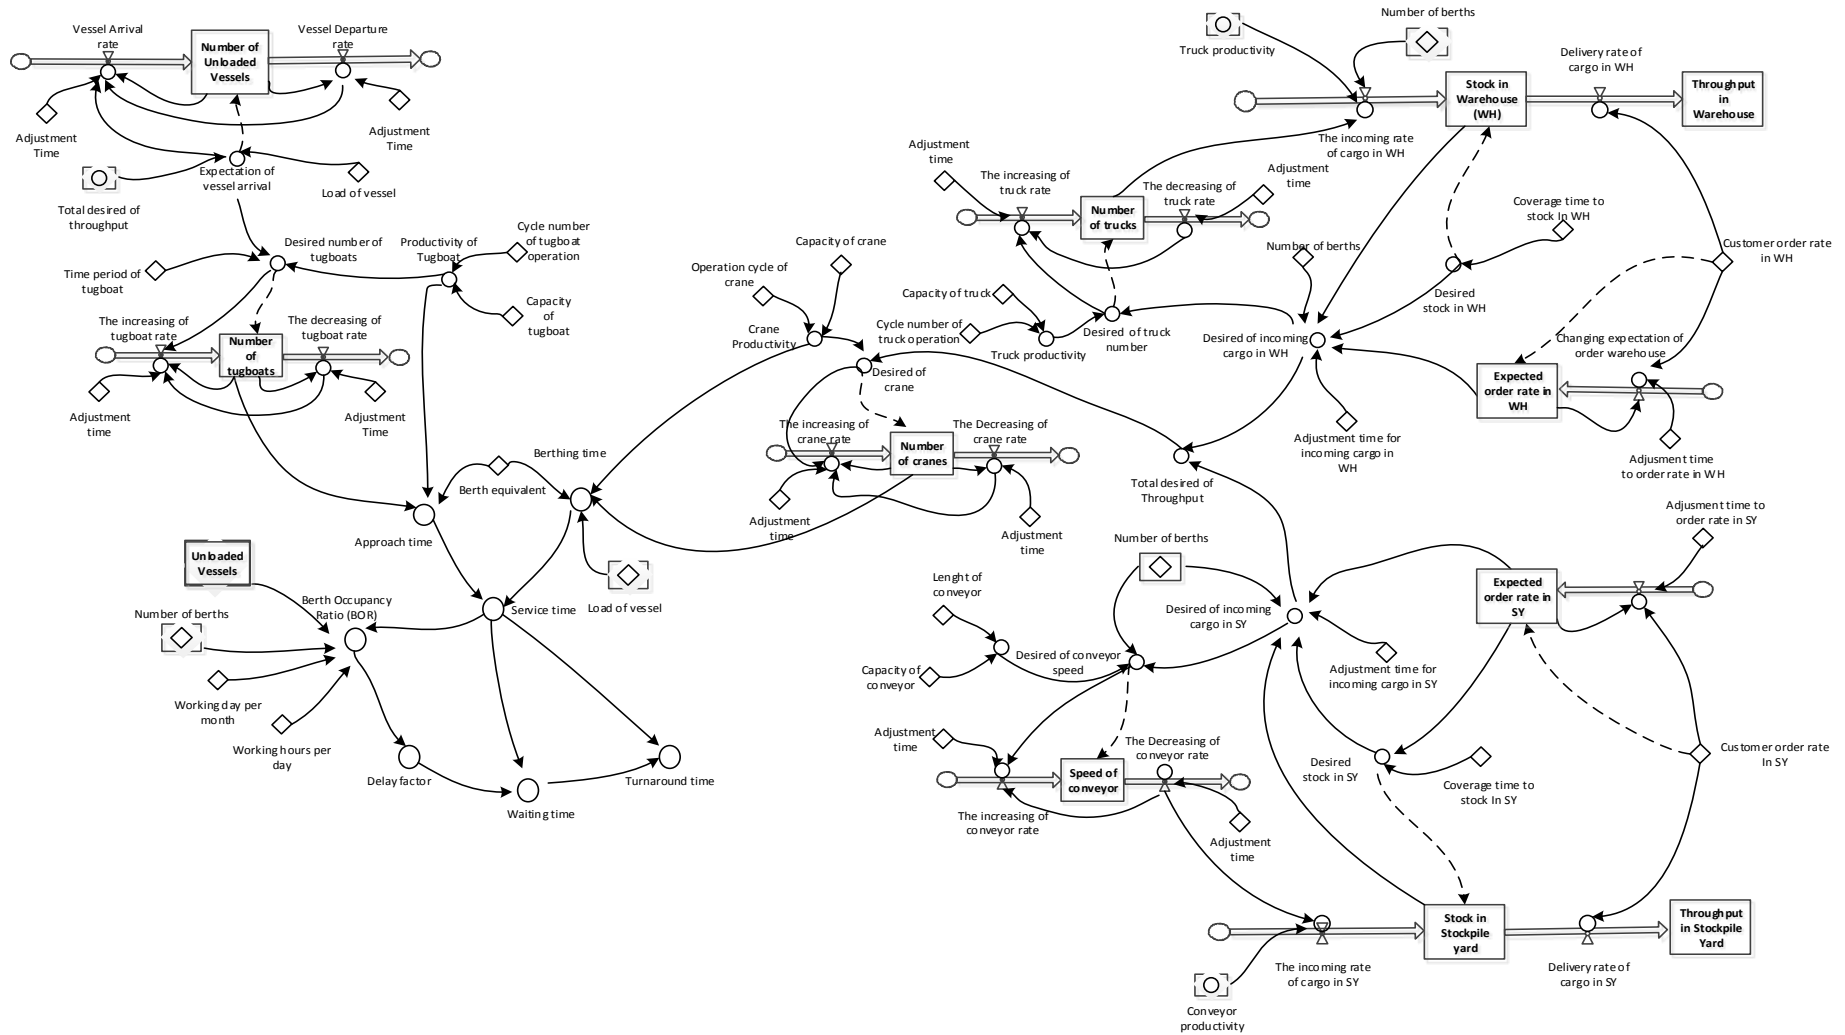 Vessel Arrival
rate
Number of
Unloaded
Vessels
Vessel Departure
rate
Adjustment
Time
Adjustment
Time
Expectation of
vessel arrival
Load of vessel
Total desired of
throughput
Desired number of
tugboats
Productivity of
Tugboat
Cycle number
of tugboat
operation
Time period of
tugboat
Capacity
of
tugboat
The increasing of
tugboat rate
Number
of
tugboats
The decreasing of
tugboat rate
Adjustment
time
Adjustment
Time
Berthing time
Berth equivalent
Approach time
Load of vessel
Unloaded
Vessels
Number of berths
Berth Occupancy
Ratio (BOR)
Service time
Working day per
month
Working hours per
day
Delay factor
Waiting time
Turnaround time
Operation cycle of
crane
Capacity of crane
Crane
Productivity
Desired of
crane
The increasing of
crane rate
Number
of cranes
The Decreasing of
crane rate
Adjustment
time
Adjustment
time
Truck productivity
Number of berths
The incoming rate
of cargo in WH
Stock in
Warehouse
(WH)
Delivery rate of
cargo in WH
Throughput
in
Warehouse
Adjustment
time
The increasing of
truck rate
Number
of trucks
The decreasing of
truck rate
Adjustment
time
Capacity of truck
Cycle number of
truck operation
Truck productivity
Desired of truck
number
Number of berths
Desired of incoming
cargo in WH
Coverage time to
stock In WH
Desired
stock in WH
Customer order rate
in WH
Changing expectation of
order warehouse
Expected
order rate in
WH
Adjusment time
to order rate in WH
Adjustment time for
incoming cargo in
WH
Total desired of
Throughput
Number of berths
Lenght of
conveyor
Capacity of
conveyor
Desired of conveyor
speed
Desired of incoming
cargo in SY
Adjustment time for
incoming cargo in SY
Expected
order rate in
SY
Adjusment time to
order rate in SY
Customer order rate
In SY
Desired
stock in SY
Coverage time to
stock In SY
Adjustment
time
Speed of
conveyor
The Decreasing of
conveyor rate
The increasing of
conveyor rate
Adjustment
time
Conveyor
productivity
The incoming rate
of cargo in SY
Stock in
Stockpile
yard
Delivery rate of
cargo in SY
Throughput
in Stockpile
Yard